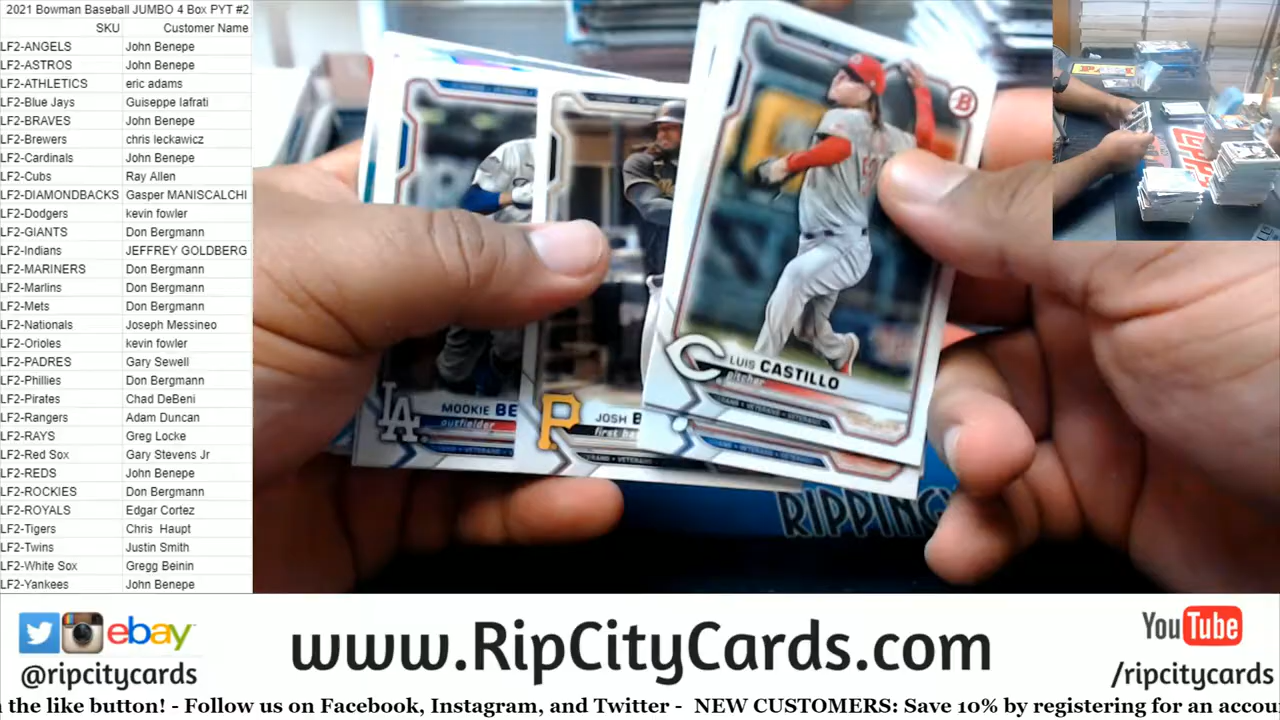 2021 Bowman Baseball JUMBO 4 Box PYT #2
SKU Customer Name
LF2-ANGELS John Benepe
LF2-ASTROS John Benepe
LF2-ATHLETICS eric adams
LF2-Blue Jays Guiseppe Iafrati
LF2-BRAVES John Benepe
LF2-Brewers chris leckawicz
LF2-Cardinals John Benepe
LF2-Cubs Ray Allen
LF2-DIAMONDBACKS Gasper MANISCALCHI
LF2-Dodgers kevin fowler
LF2-GIANTS Don Bergmann
LF2-Indians JEFFREY GOLDBERG
LF2-MARINERS Don Bergmann
LF2-Marlins Don Bergmann
LF2-Mets Don Bergmann
LF2-Nationals Joseph Messineo
LF2-Orioles kevin fowler
LF2-PADRES Gary Sewell
LF2-Phillies Don Bergmann
LF2-Pirates Chad DeBeni
LF2-Rangers Adam Duncan
LF2-RAYS Greg Locke
LF2-Red Sox Gary Stevens Jr
LF2-REDS John Benepe
LF2-ROCKIES Don Bergmann
LF2-ROYALS Edgar Cortez
LF2-Tigers Chris Haupt
LF2-Twins Justin Smith
LF2-White Sox Gregg Beinin
LF2-Yankees John Benepe
B
C
LUIS CASTILLO
pitcher
LA
MOOKIE BE
outfielder
P
JOSH B
first ba
RIPPING
ebay
@ripcitycards
www.RipCityCards.com
YouTube
/ripcitycards
the like button! - Follow us on Facebook, Instagram, and Twitter - NEW CUSTOMERS: Save 10% by registering for an accou